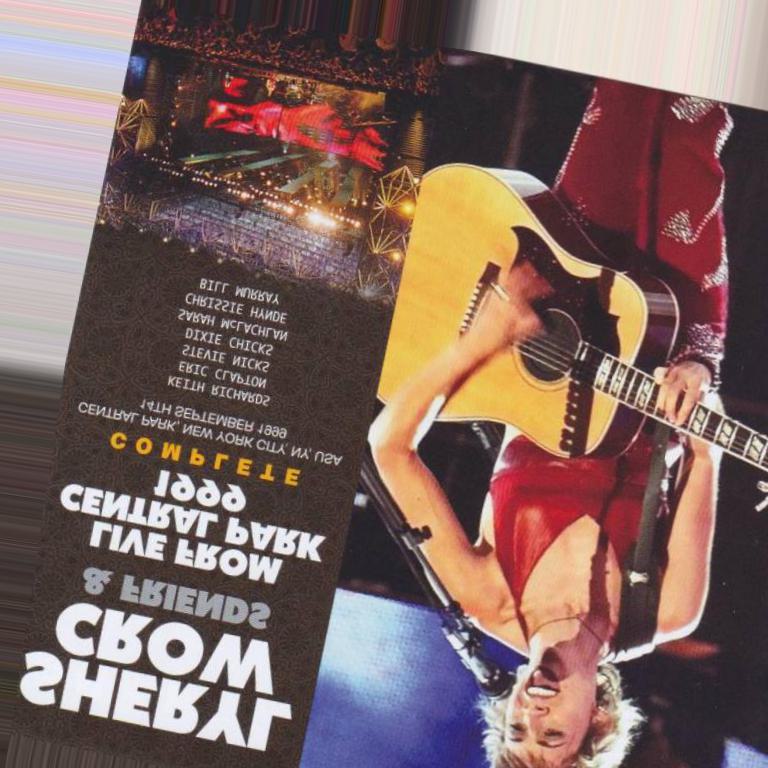 SHERYL
CROW
& FRIENDS
LIVE FROM
CENTRAL PARK
1999
COMPLETE
CENTRAL PARK, NEW YORK CITY, NY, USA
14TH SEPTEMBER 1999
KEITH RICHARDS
ERIC CLAPTON
STEVIE NICKS
DIXIE CHICKS
SARAH McLACHLAN
CHRISSIE HYNDE
BILL MURRAY